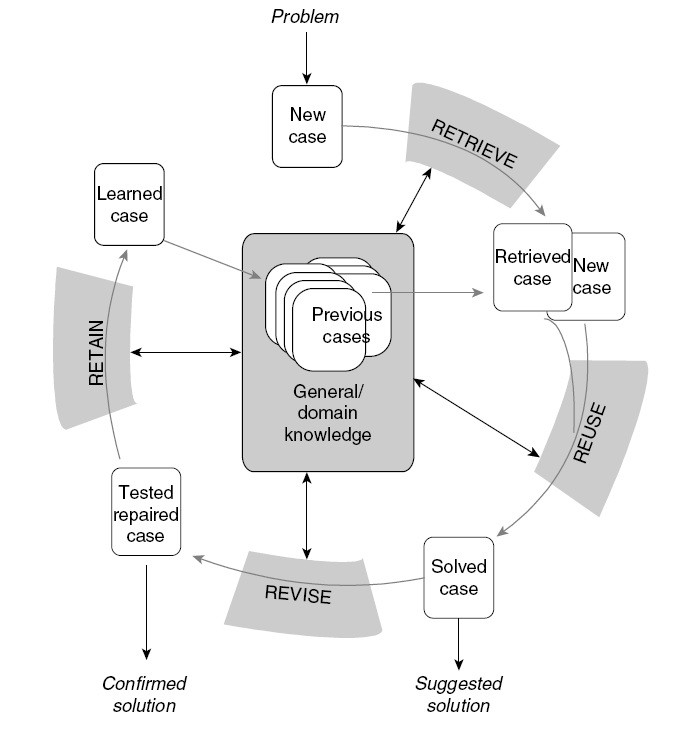 Problem
New
case
RETRIEVE
Learned
case
Retrieved
case
New
case
Previous
cases
RETAIN
General/
domain
knowledge
REUSE
Tested
repaired
case
Solved
case
REVISE
Confirmed
solution
Suggested
solution